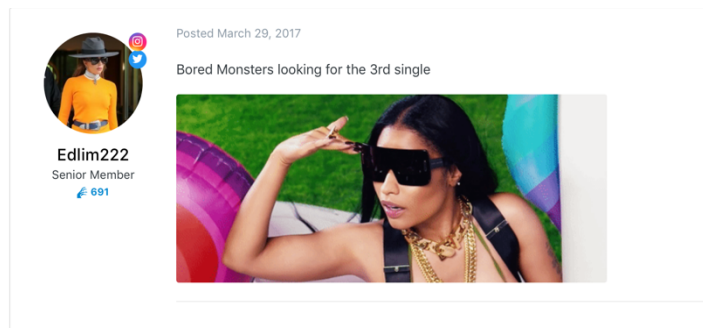 Posted March 29, 2017
Bored Monsters looking for the 3rd single
Edlim222
Senior Member
691